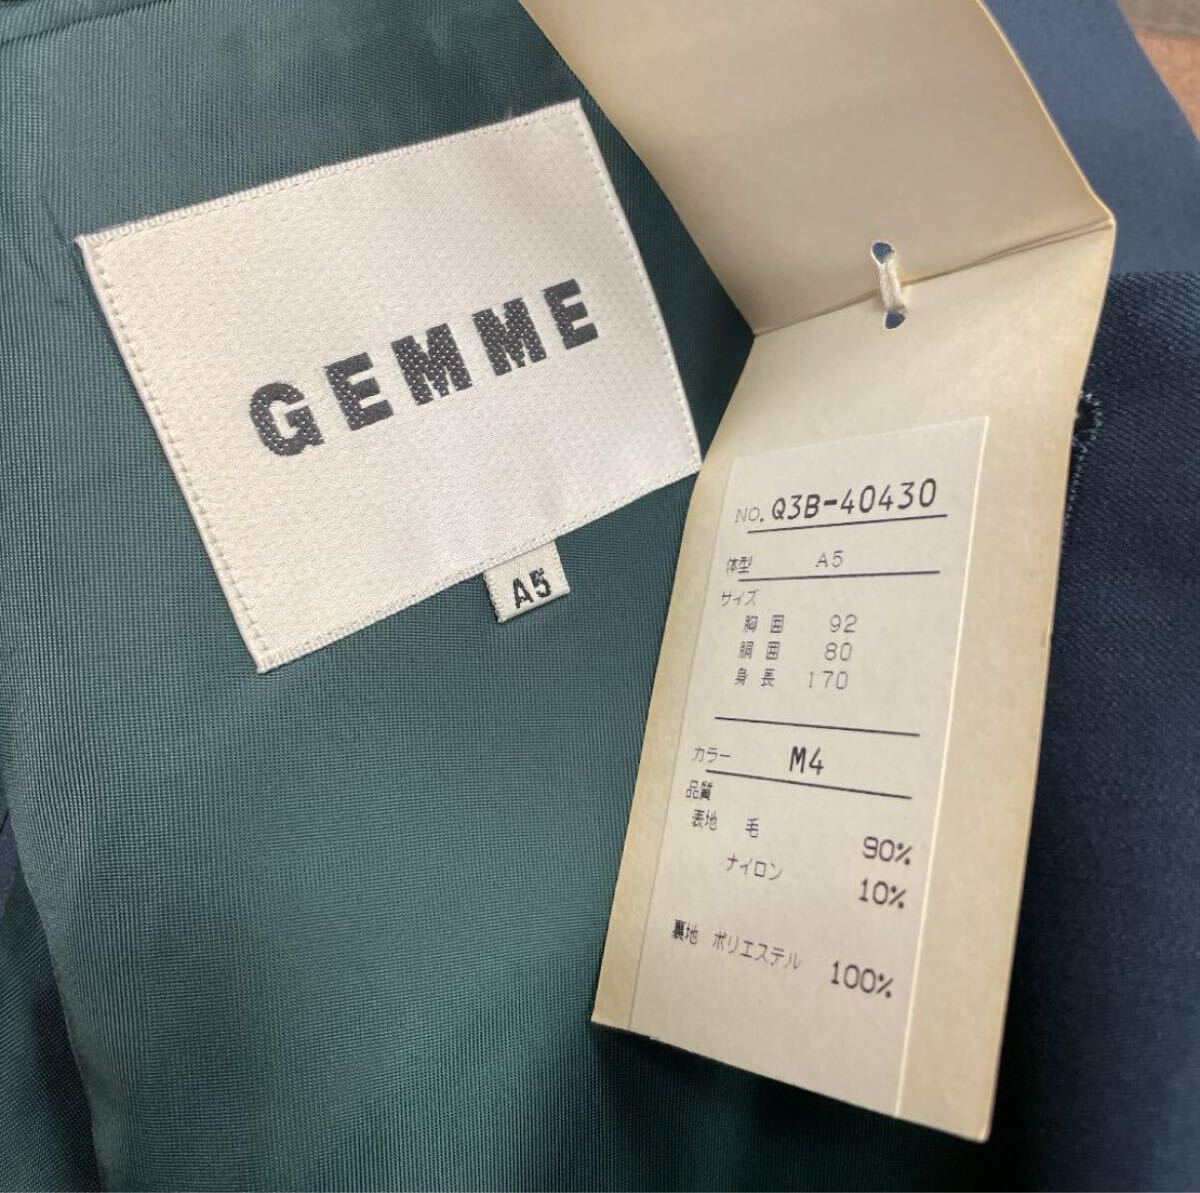 GEMME
A5
NO. Q3B-40430
体型 A5
サイズ
胸囲 92
胴囲 80
身長 170
カラー M4
品質
表地 毛 90%
ナイロン 10%
裏地 ポリエステル 100%